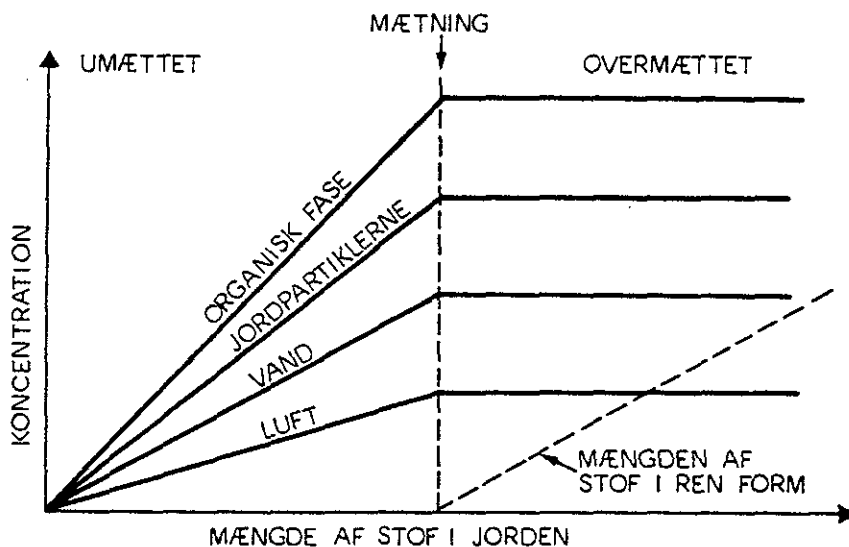 MÆTNING
UMÆTTET
OVERMÆTTET
KONCENTRATION
ORGANISK FASE
JORDPARTIKLERNE
VAND
LUFT
MÆNGDEN AF
STOF I REN FORM
MÆNGDE AF STOF I JORDEN